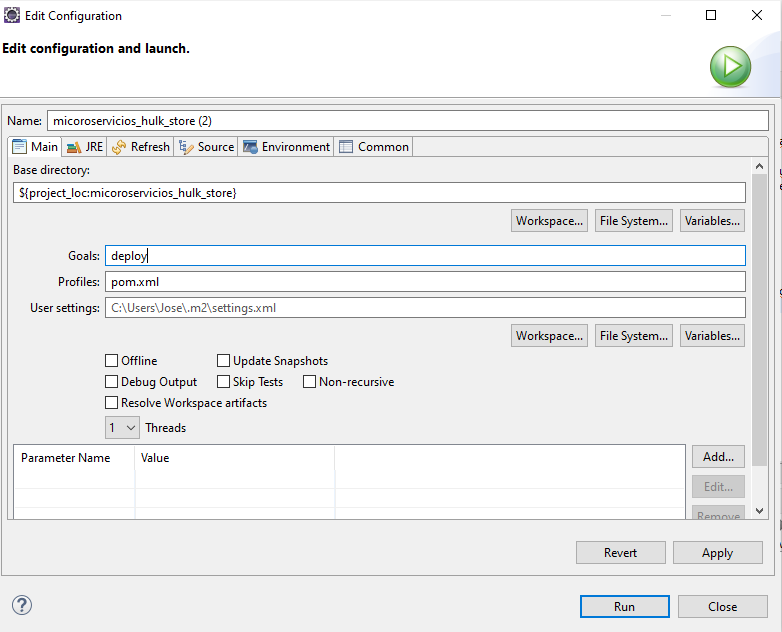 Edit Configuration
Edit configuration and launch.
Name: micoroservicios_hulk_store (2)
Main JRE Refresh Source Environment Common
Base directory:
${project_loc:micoroservicios_hulk_store}
Workspace... File System... Variables...
Goals: deploy
Profiles: pom.xml
User settings: C:\Users\Jose\.m2\settings.xml
Workspace... File System... Variables...
Offline Update Snapshots
Debug Output Skip Tests Non-recursive
Resolve Workspace artifacts
1 Threads
Parameter Name Value Add...
Edit...
Remove
Revert Apply
? Run Close